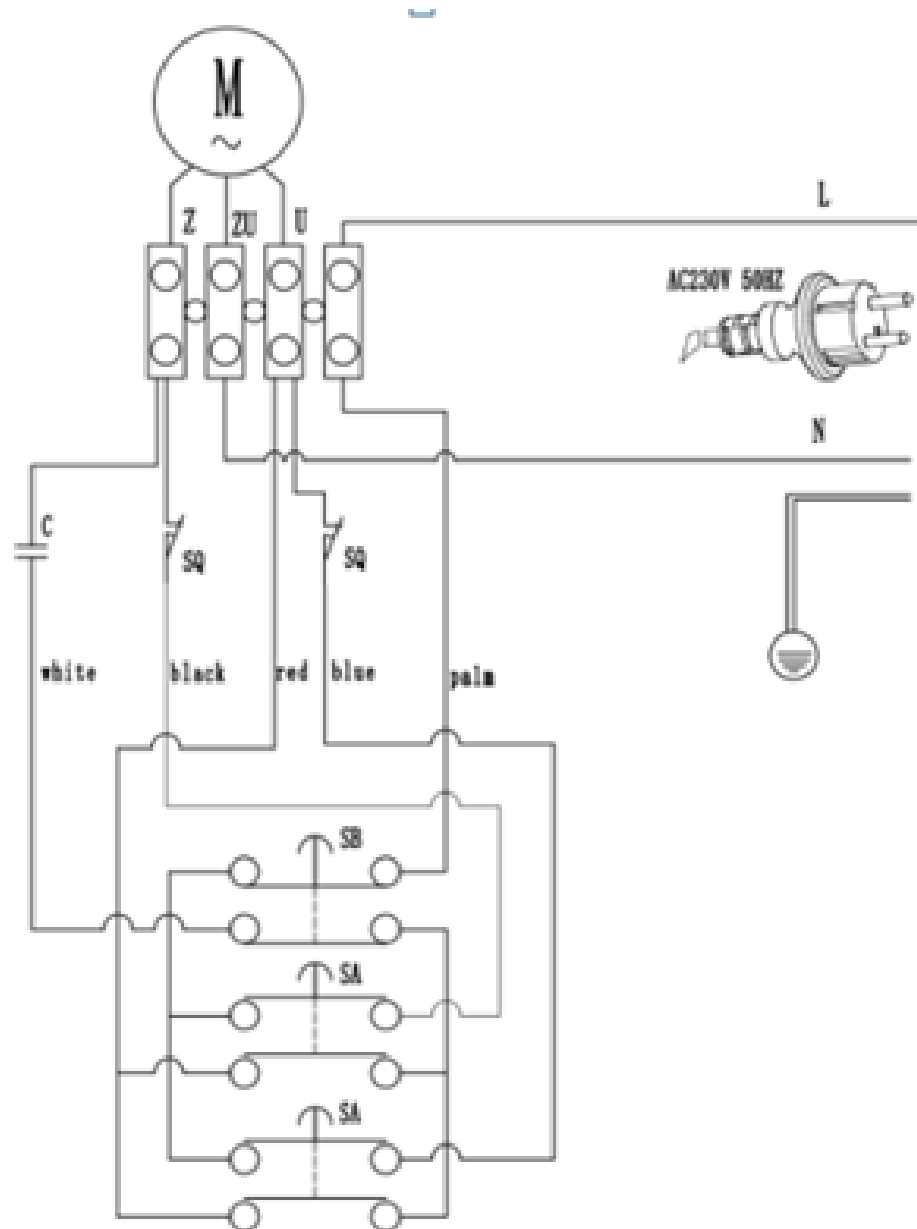 M
~
Z ZU U L
AC230V 50HZ
N
C
SQ SQ
white black red blue palm
SB
SA
SA